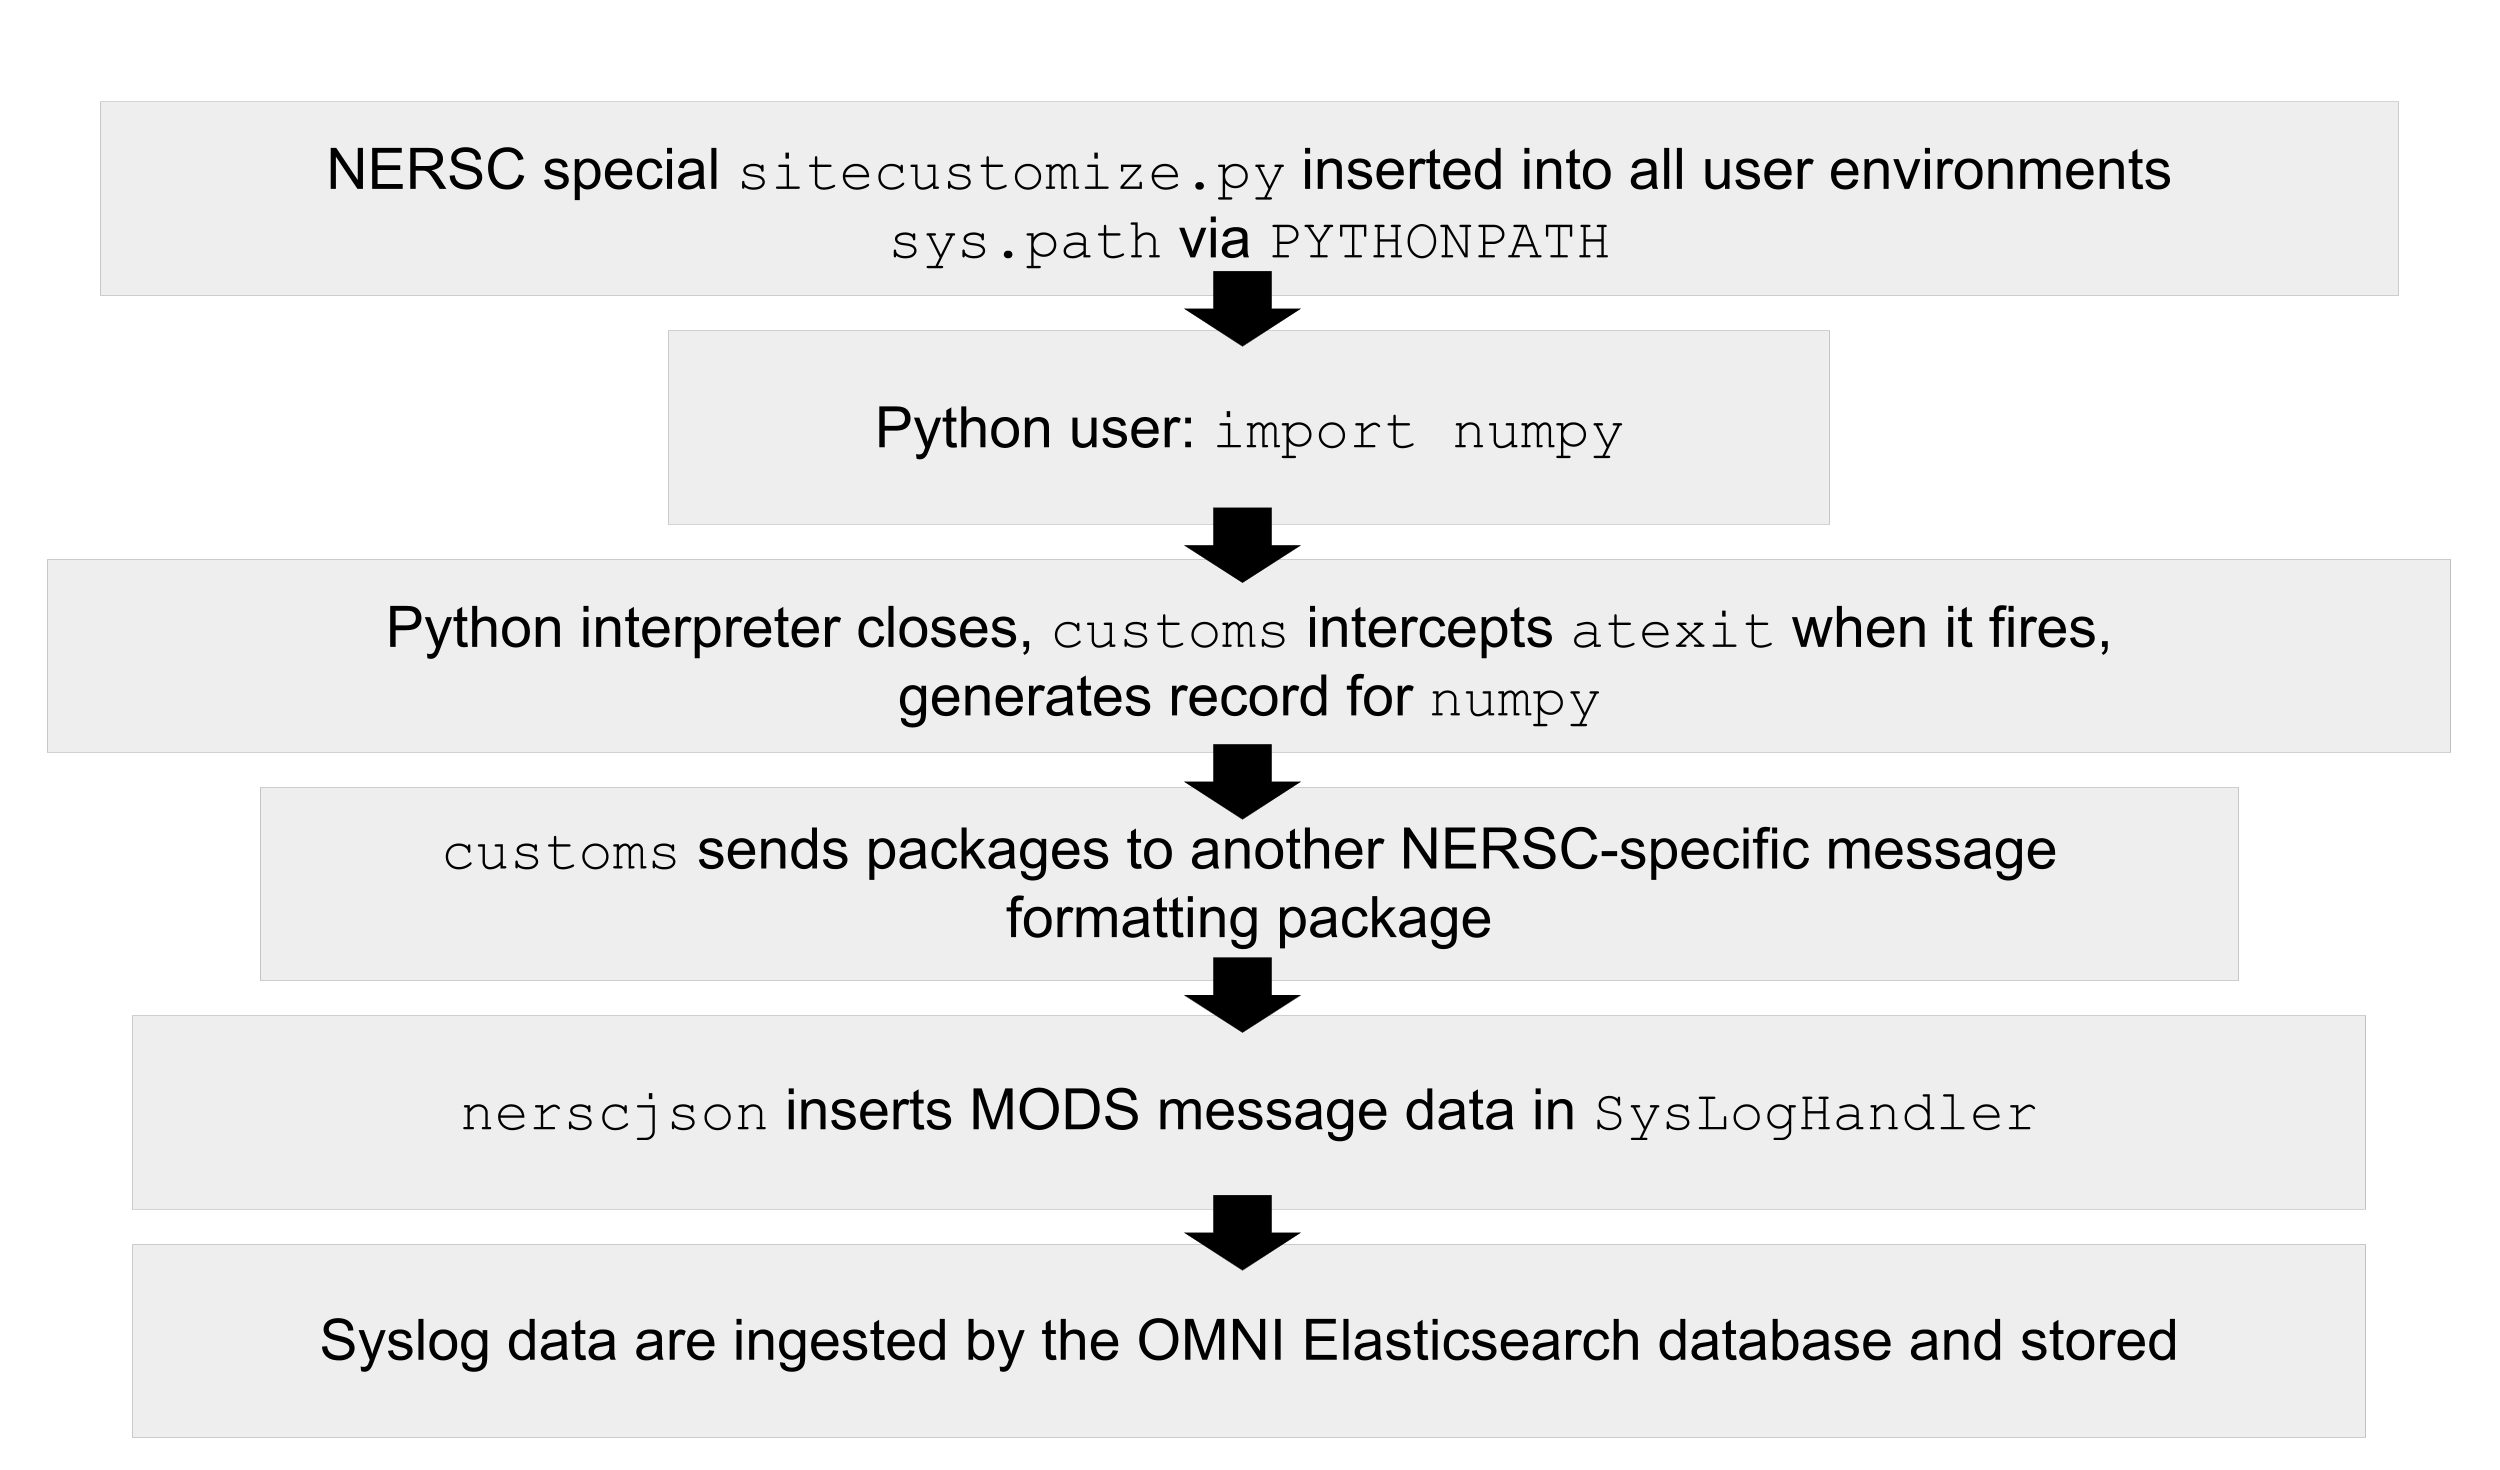 NERSC special sitecustomize.py inserted into all user environments
sys.path via PYTHONPATH
Python user: import numpy
Python interpreter closes, customs intercepts atexit when it fires,
generates record for numpy
customs sends packages to another NERSC-specific message
formatting package
nerscjson inserts MODS message data in SysLogHandler
Syslog data are ingested by the OMNI Elasticsearch database and stored